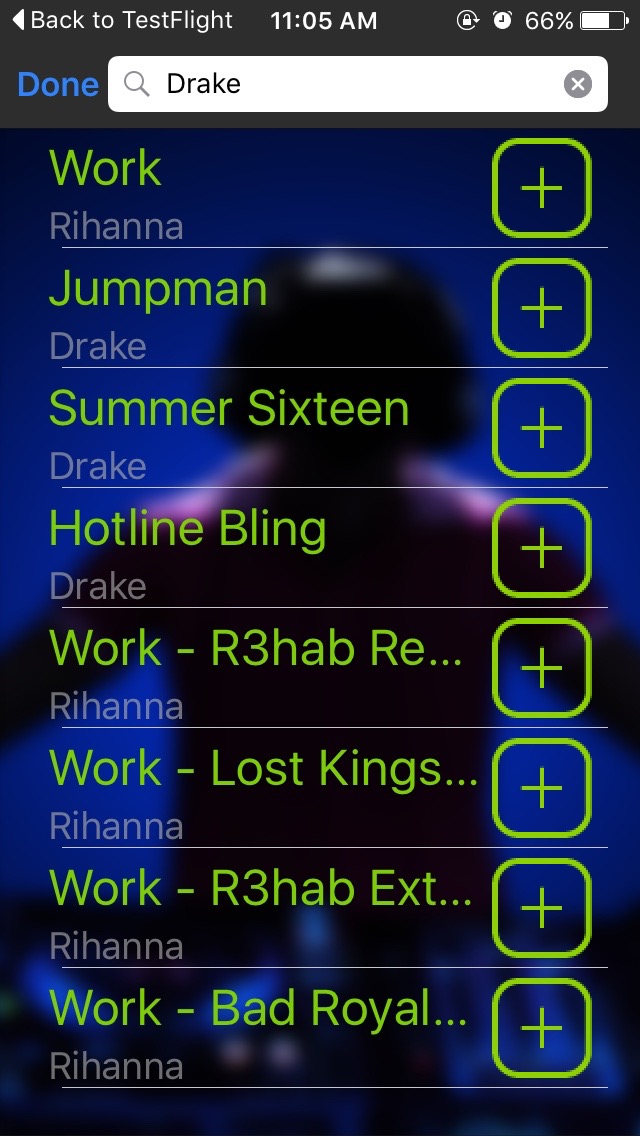 Back to TestFlight 11:05 AM 66%
Done Drake
Work
Rihanna
Jumpman
Drake
Summer Sixteen
Drake
Hotline Bling
Drake
Work - R3hab Re...
Rihanna
Work - Lost Kings...
Rihanna
Work - R3hab Ext...
Rihanna
Work - Bad Royal...
Rihanna